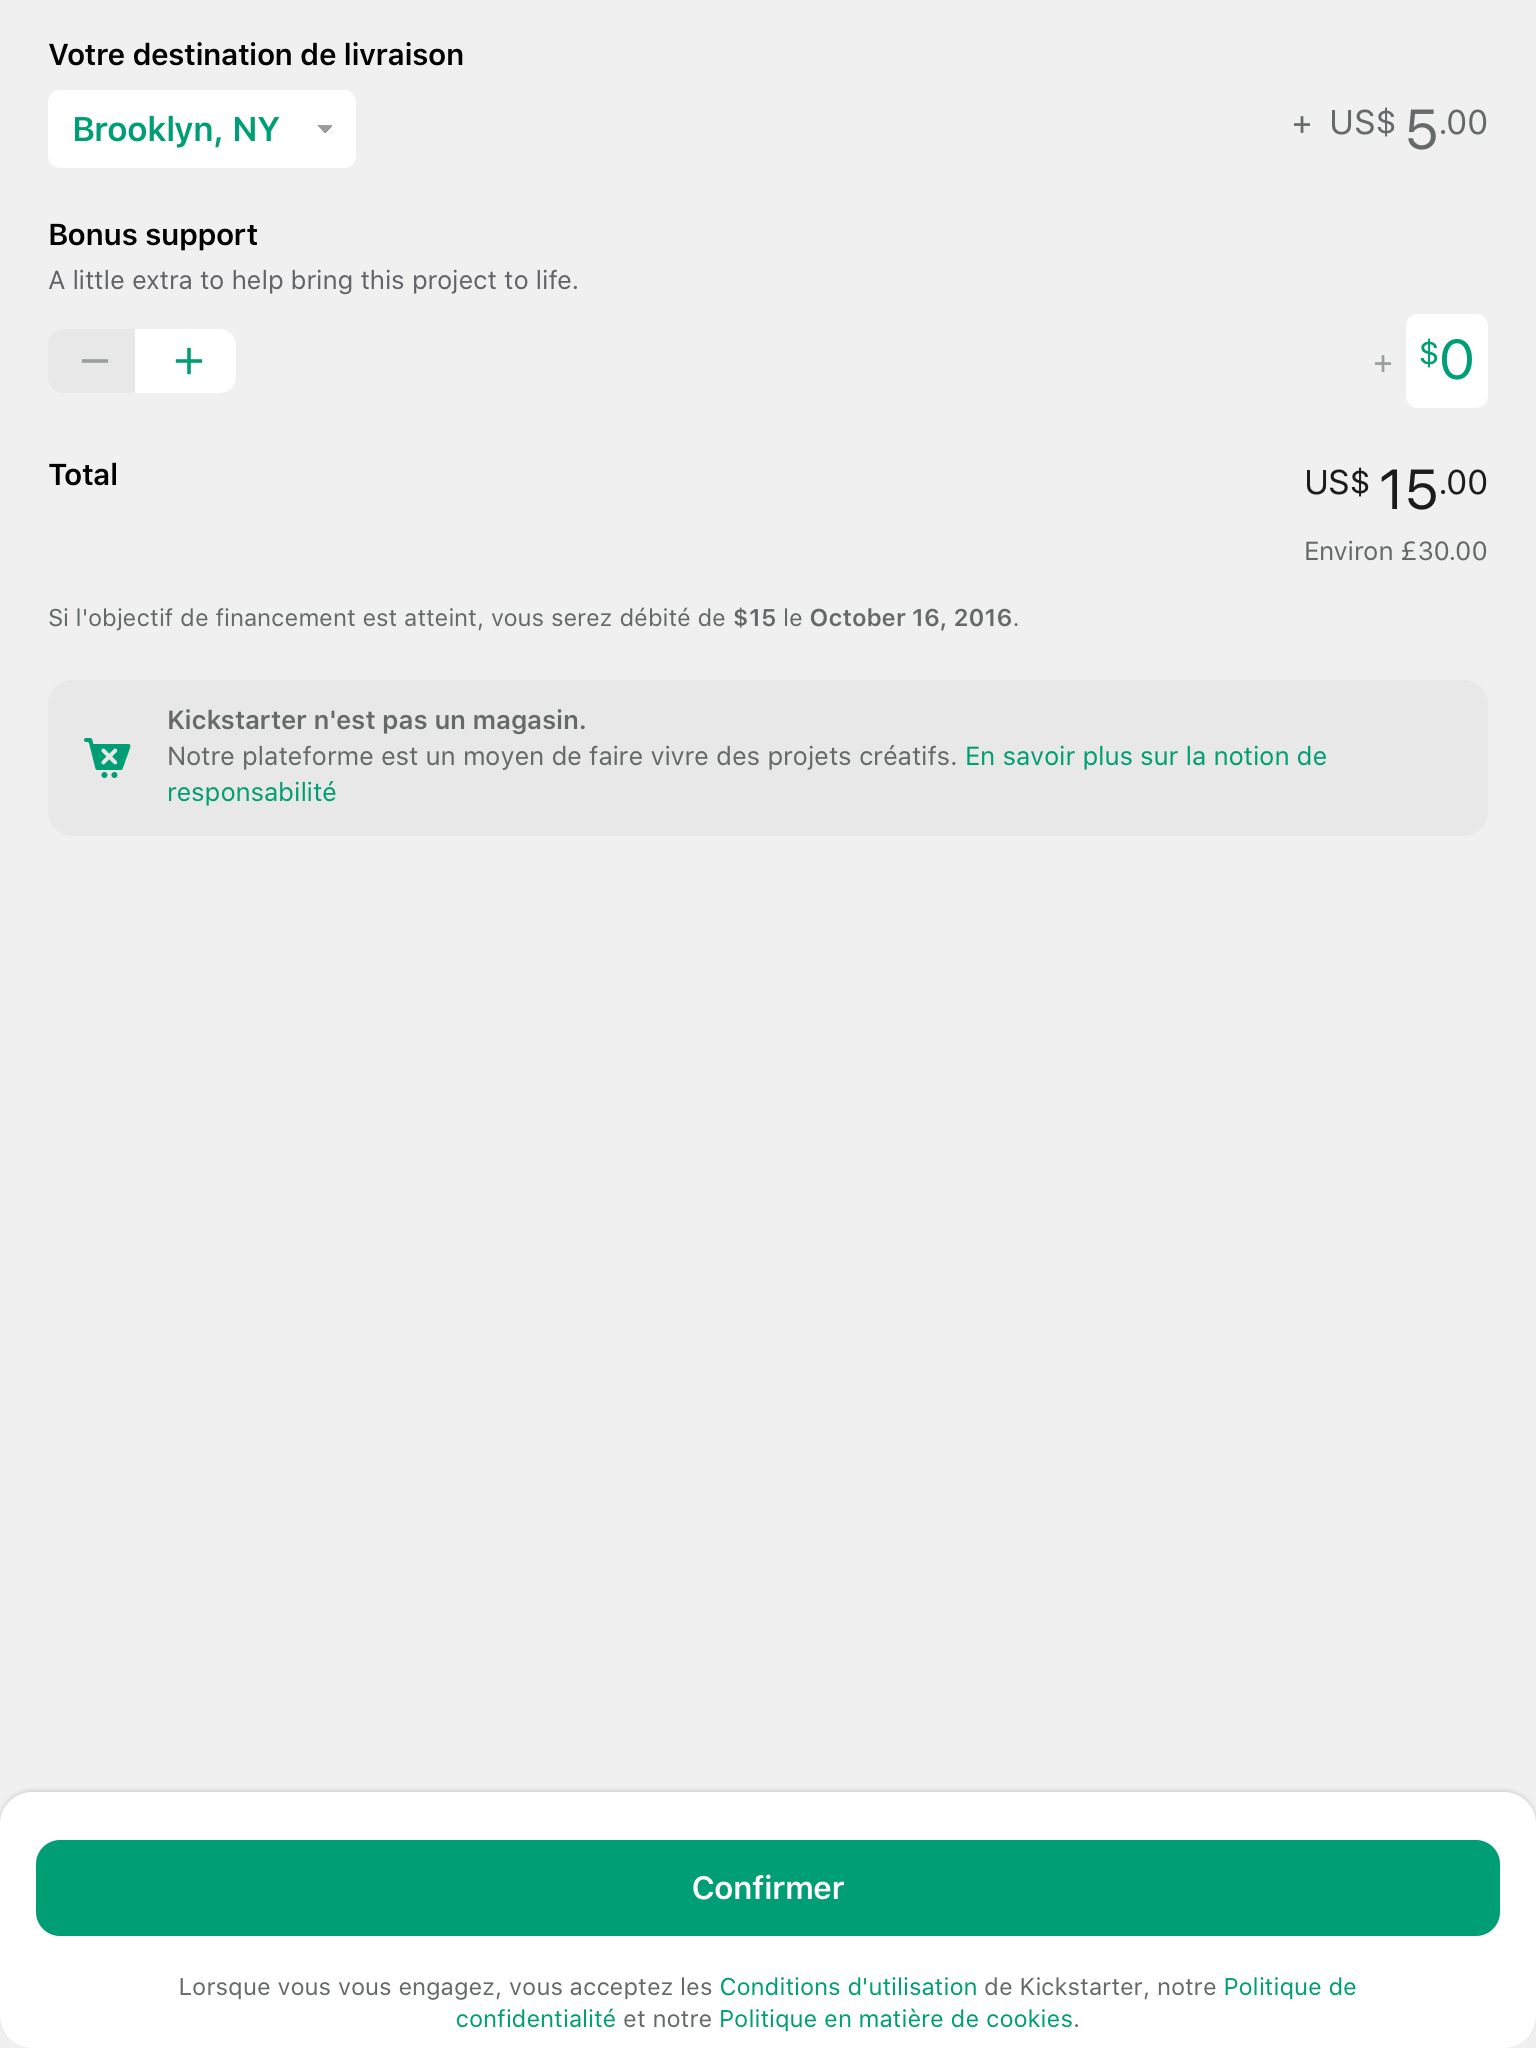 Votre destination de livraison
Brooklyn, NY
+ US$ 5.00
Bonus support
A little extra to help bring this project to life.
+ $0
Total
US$ 15.00
Environ £30.00
Si l'objectif de financement est atteint, vous serez débité de $15 le October 16, 2016.
Kickstarter n'est pas un magasin.
Notre plateforme est un moyen de faire vivre des projets créatifs. En savoir plus sur la notion de
responsabilité
Confirmer
Lorsque vous vous engagez, vous acceptez les Conditions d'utilisation de Kickstarter, notre Politique de
confidentialité et notre Politique en matière de cookies.